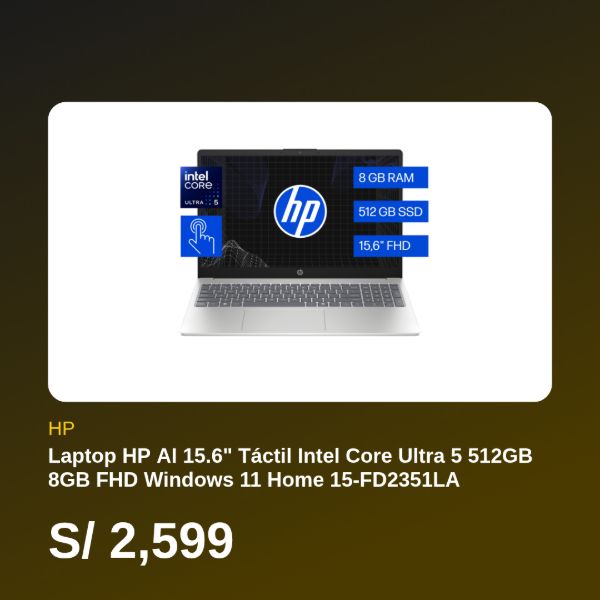 intel
CORE
ULTRA 5
hp
8 GB RAM
512 GB SSD
15,6" FHD
HP
Laptop HP AI 15.6" Táctil Intel Core Ultra 5 512GB
8GB FHD Windows 11 Home 15-FD2351LA
S/ 2,599